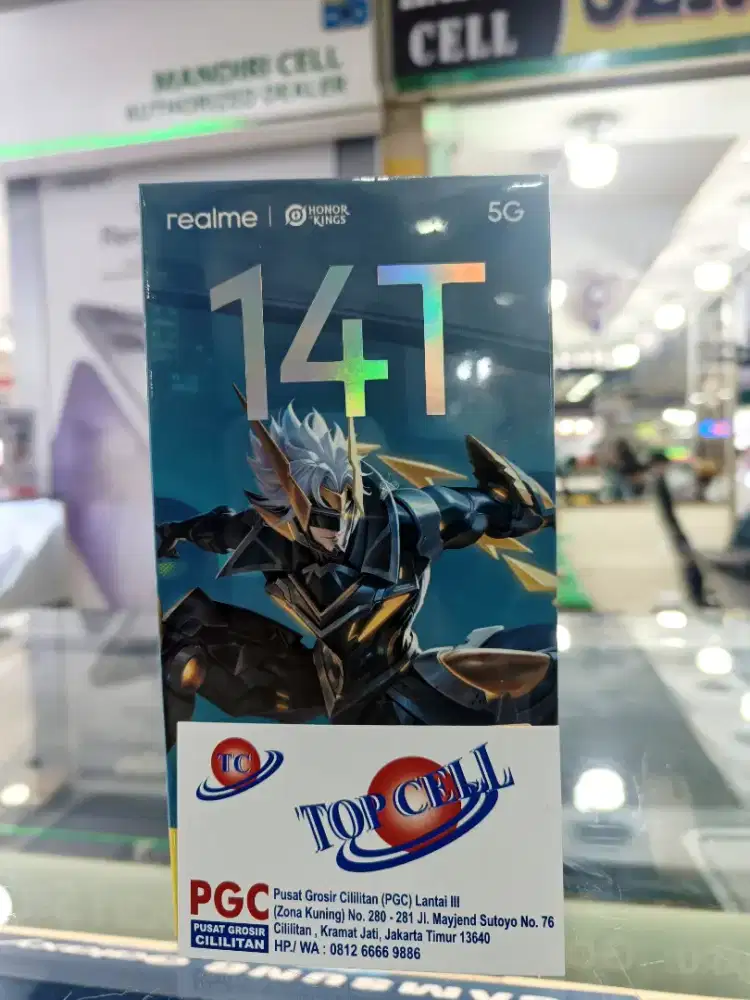 MANDIRI CELL
AUTHORIZED DEALER
CELL
realme | HONOR OF KINGS
5G
14T
TC
TOP CELL
PGC
PUSAT GROSIR
CILILITAN
Pusat Grosir Cililitan (PGC) Lantai III
(Zona Kuning) No. 280 - 281 Jl. Mayjend Sutoyo No. 76
Cililitan , Kramat Jati, Jakarta Timur 13640
HP./ WA : 0812 6666 9886
SAMSUNG